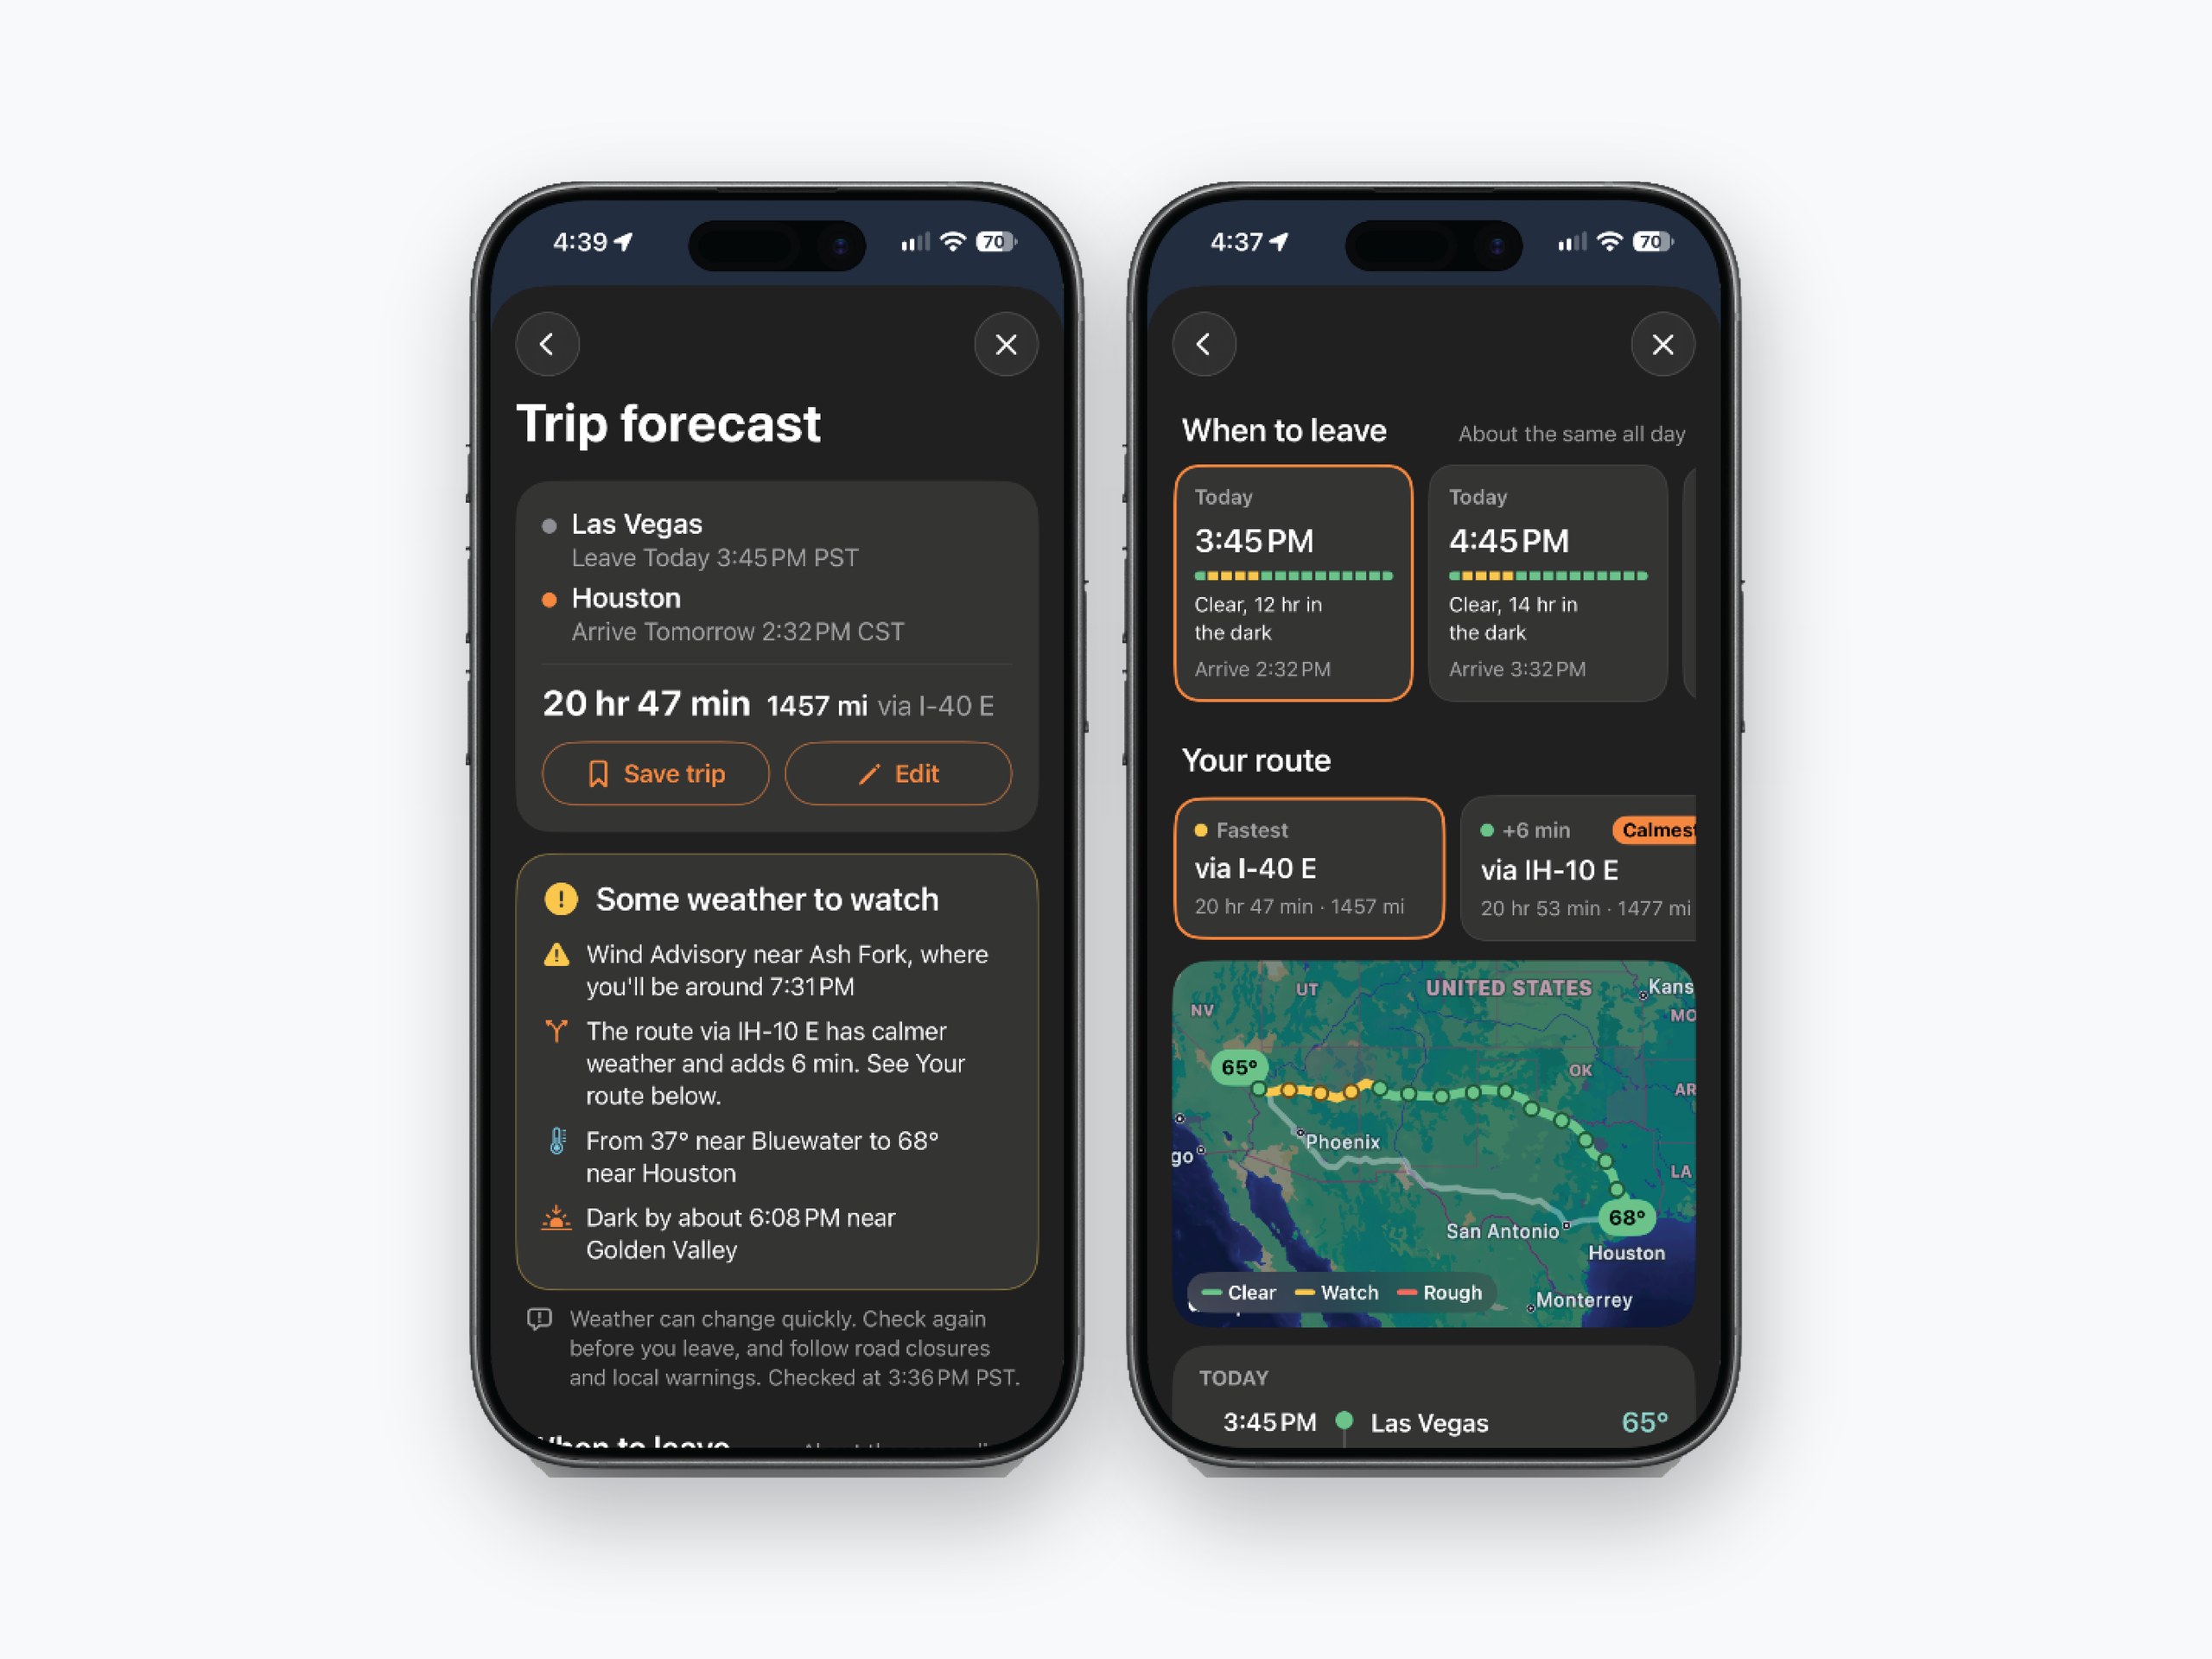 4:39
70
Trip forecast
Las Vegas
Leave Today 3:45 PM PST
Houston
Arrive Tomorrow 2:32 PM CST
20 hr 47 min 1457 mi via I-40 E
Save trip
Edit
Some weather to watch
Wind Advisory near Ash Fork, where
you'll be around 7:31 PM
The route via IH-10 E has calmer
weather and adds 6 min. See Your
route below.
From 37° near Bluewater to 68°
near Houston
Dark by about 6:08 PM near
Golden Valley
Weather can change quickly. Check again
before you leave, and follow road closures
and local warnings. Checked at 3:36 PM PST.
When to leave
4:37
70
When to leave
About the same all day
Today
3:45 PM
Clear, 12 hr in
the dark
Arrive 2:32 PM
Today
4:45 PM
Clear, 14 hr in
the dark
Arrive 3:32 PM
Your route
Fastest
via I-40 E
20 hr 47 min · 1457 mi
+6 min
Calmest
via IH-10 E
20 hr 53 min · 1477 mi
UT
UNITED STATES
Kans
NV
MO
65°
OK
AR
Phoenix
go
LA
San Antonio
68°
Houston
Clear
Watch
Rough
Monterrey
TODAY
3:45 PM
Las Vegas
65°